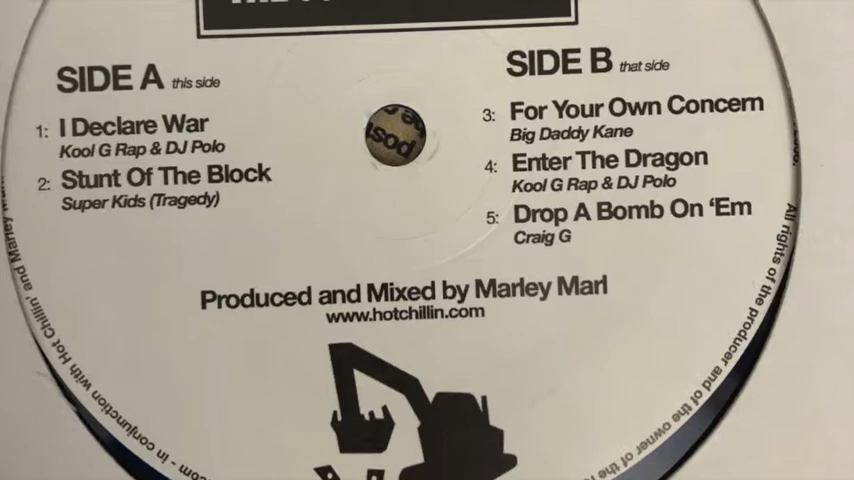 SIDE A this side
1: I Declare War
Kool G Rap & DJ Polo
2: Stunt Of The Block
Super Kids (Tragedy)
SIDE B that side
3: For Your Own Concern
Big Daddy Kane
4: Enter The Dragon
Kool G Rap & DJ Polo
5: Drop A Bomb On ‘Em
Craig G
Produced and Mixed by Marley Marl
www.hotchillin.com
in conjunction with Hot Chillin' and Marley
All rights of the producer and of the owner of the